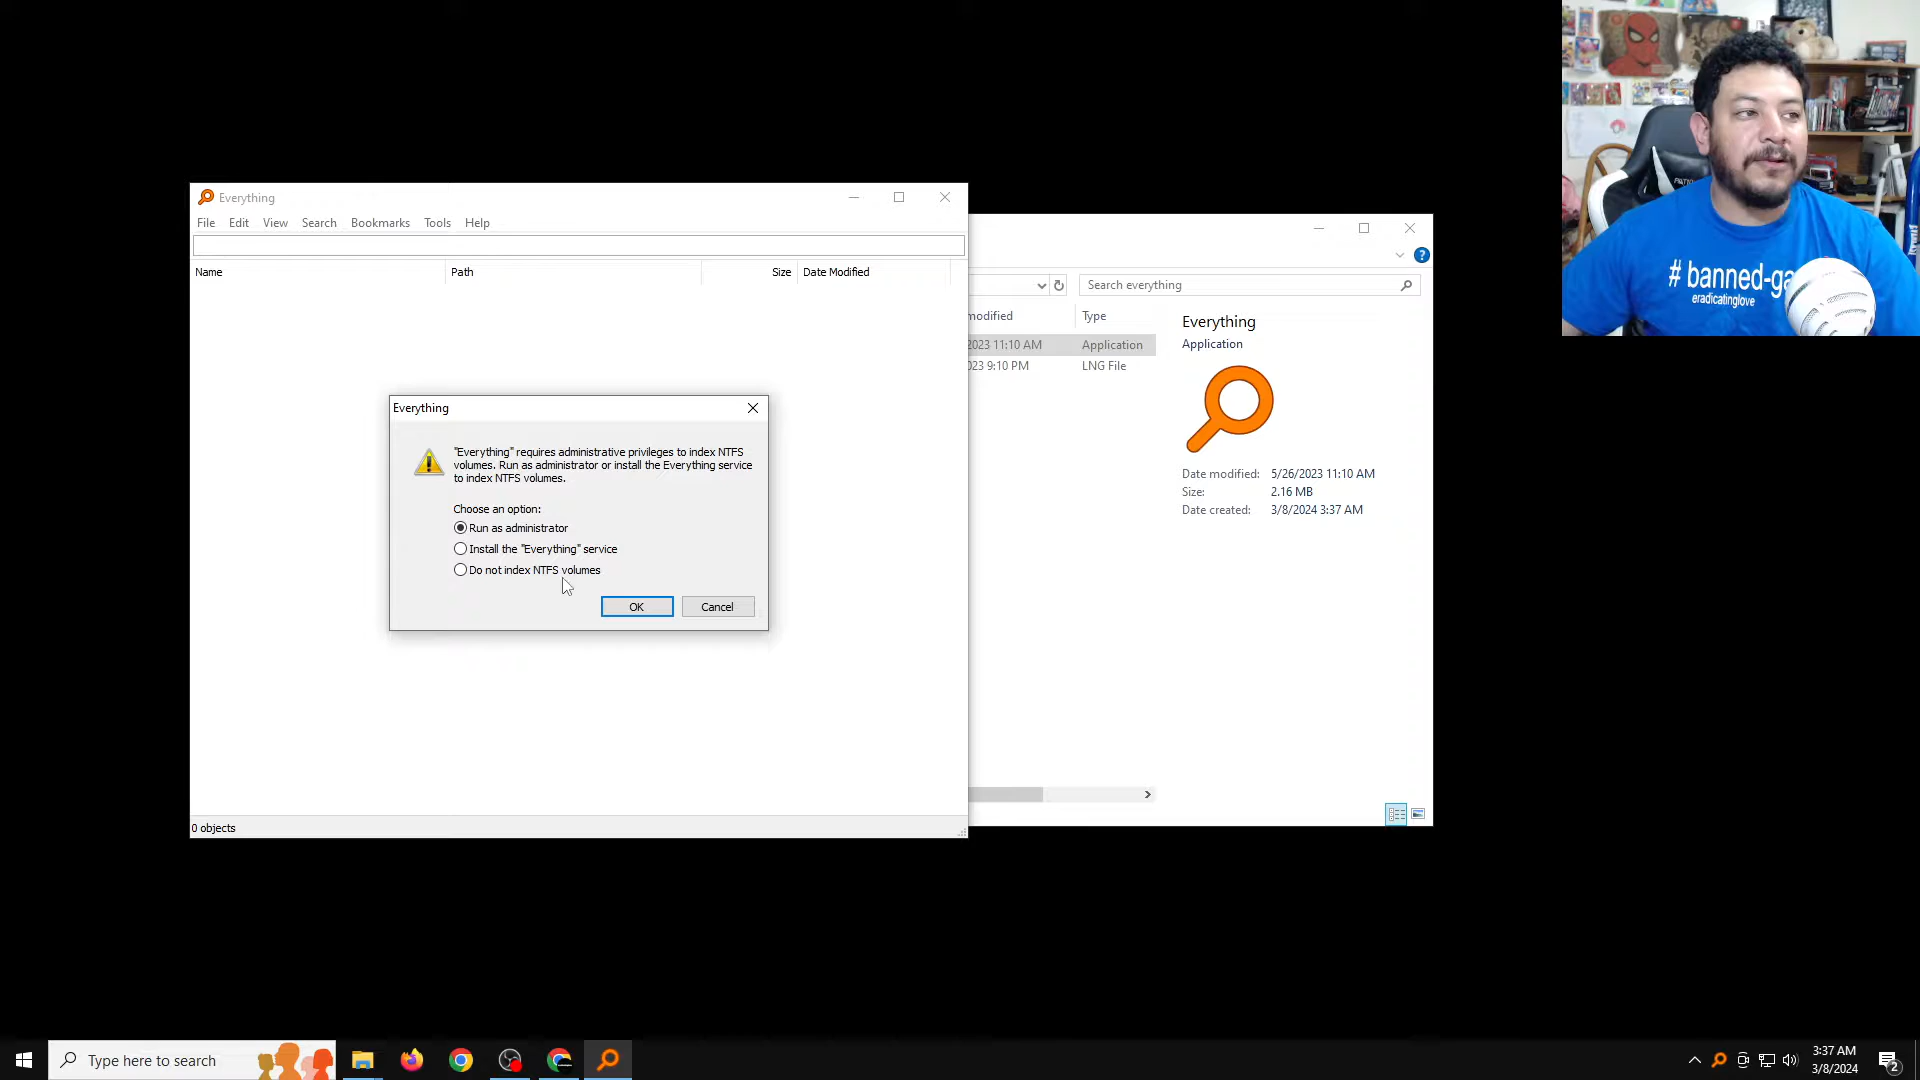 Everything
File Edit View Search Bookmarks Tools Help
Name Path Size Date Modified
0 objects
Everything
"Everything" requires administrative privileges to index NTFS
volumes. Run as administrator or install the Everything service
to index NTFS volumes.
Choose an option:
Run as administrator
Install the "Everything" service
Do not index NTFS volumes
OK Cancel
Search everything
modified Type
2023 11:10 AM Application
023 9:10 PM LNG File
Everything
Application
Date modified: 5/26/2023 11:10 AM
Size: 2.16 MB
Date created: 3/8/2024 3:37 AM
# banned-ga
eradicatinglove
Type here to search
3:37 AM
3/8/2024
2